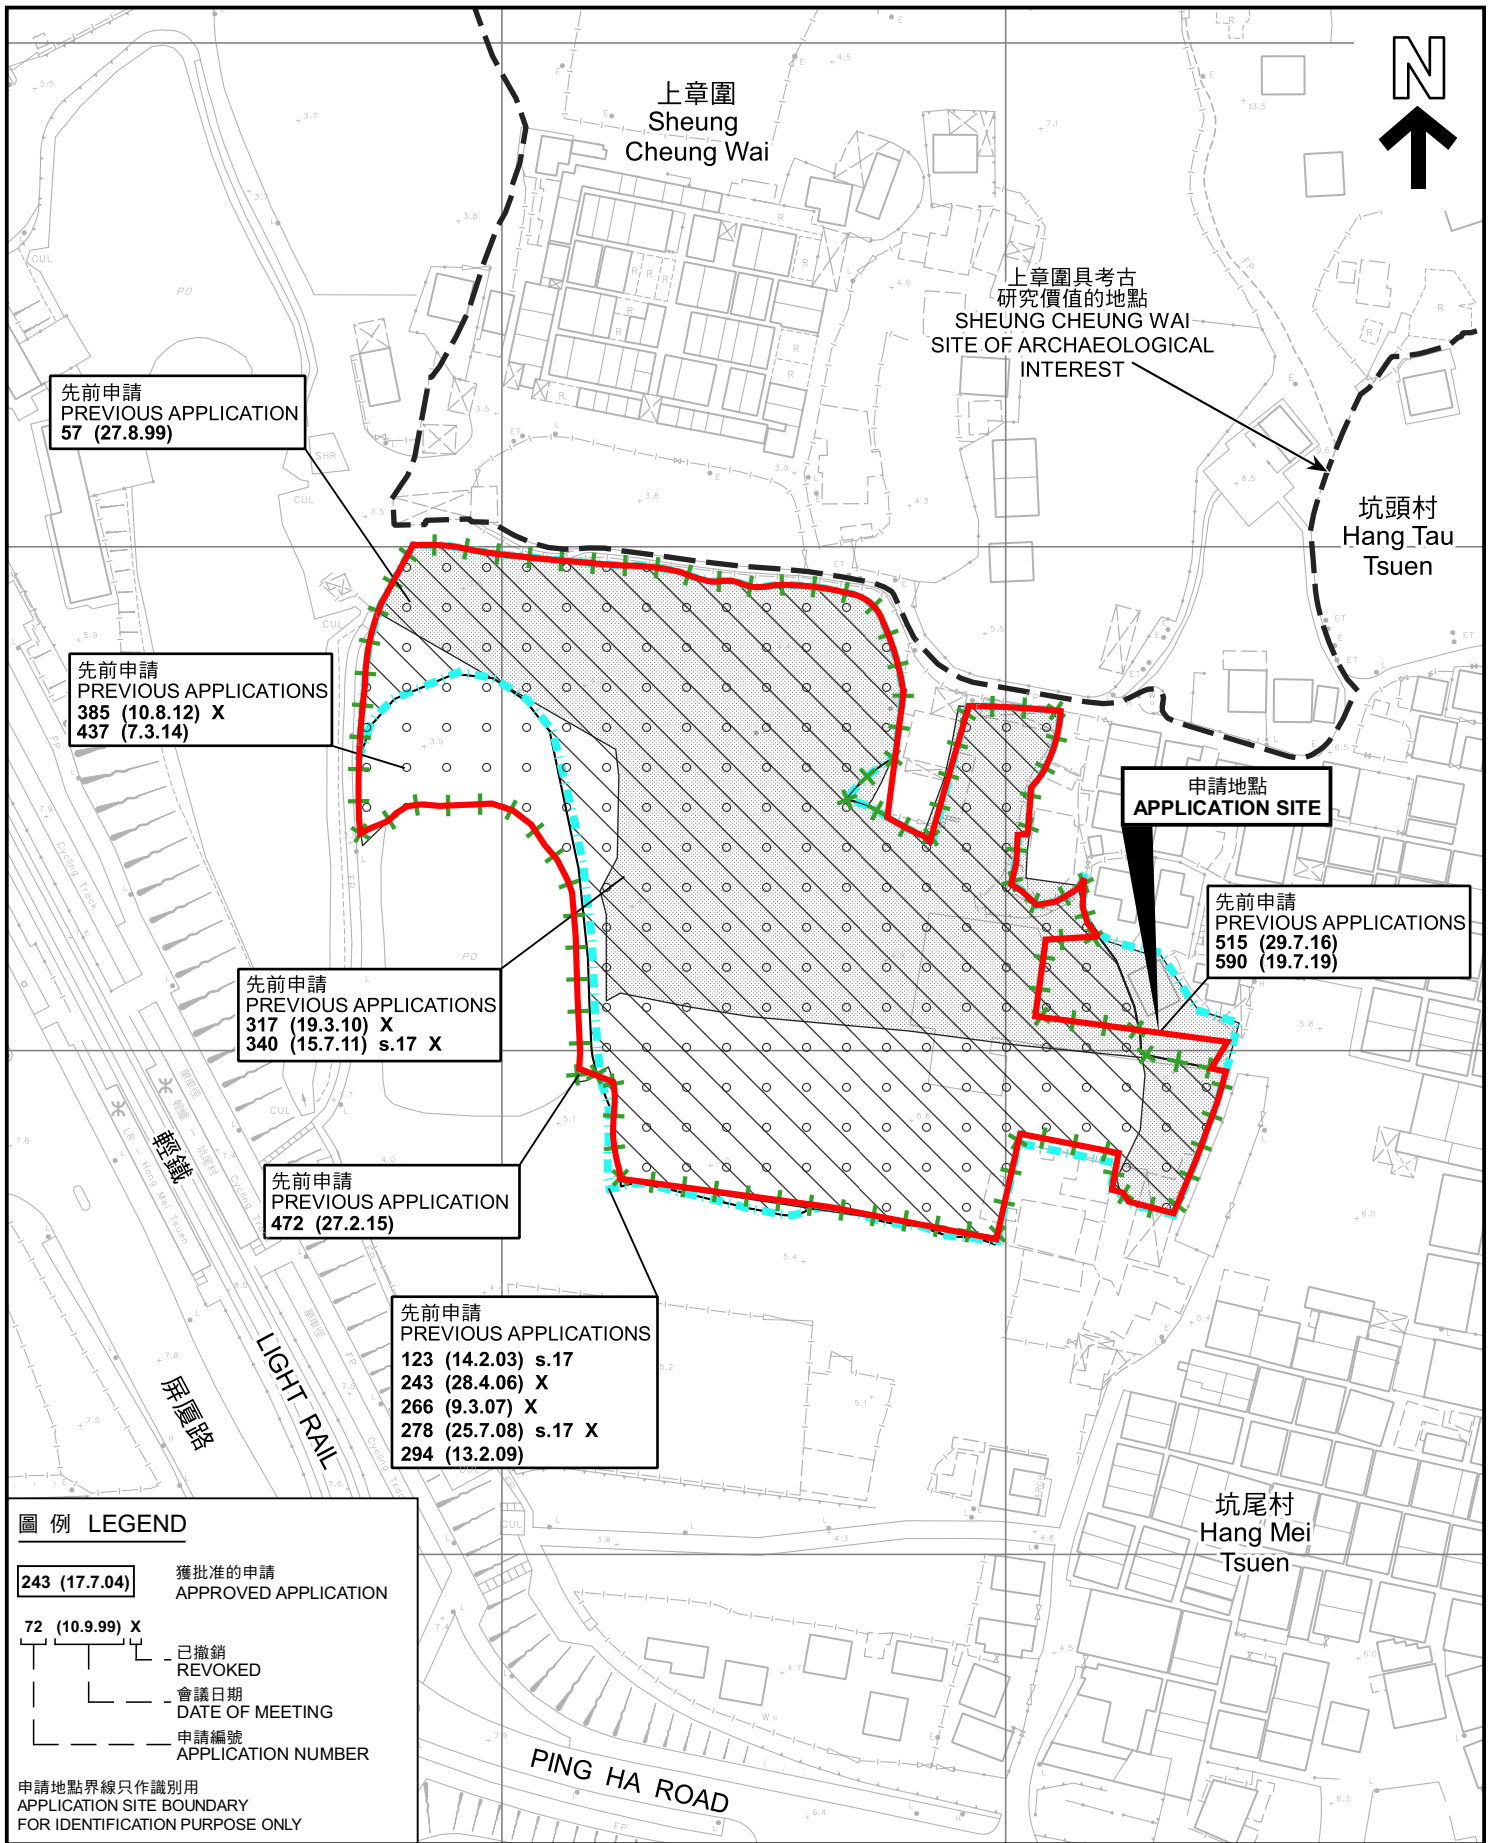 上章圍
Sheung
Cheung Wai
N
上章圍具考古
研究價值的地點
SHEUNG CHEUNG WAI
SITE OF ARCHAEOLOGICAL
INTEREST
先前申請
PREVIOUS APPLICATION
57 (27.8.99)
坑頭村
Hang Tau
Tsuen
先前申請
PREVIOUS APPLICATIONS
385 (10.8.12) X
437 (7.3.14)
申請地點
APPLICATION SITE
先前申請
PREVIOUS APPLICATIONS
515 (29.7.16)
590 (19.7.19)
先前申請
PREVIOUS APPLICATIONS
317 (19.3.10) X
340 (15.7.11) s.17 X
輕鐵
先前申請
PREVIOUS APPLICATION
472 (27.2.15)
先前申請
PREVIOUS APPLICATIONS
123 (14.2.03) s.17
243 (28.4.06) X
266 (9.3.07) X
278 (25.7.08) s.17 X
294 (13.2.09)
LIGHT RAIL
屏廈路
坑尾村
Hang Mei
Tsuen
PING HA ROAD
圖例 LEGEND
243 (17.7.04)
獲批准的申請
APPROVED APPLICATION
72 (10.9.99) X
已撤銷
REVOKED
會議日期
DATE OF MEETING
申請編號
APPLICATION NUMBER
申請地點界線只作識別用
APPLICATION SITE BOUNDARY
FOR IDENTIFICATION PURPOSE ONLY